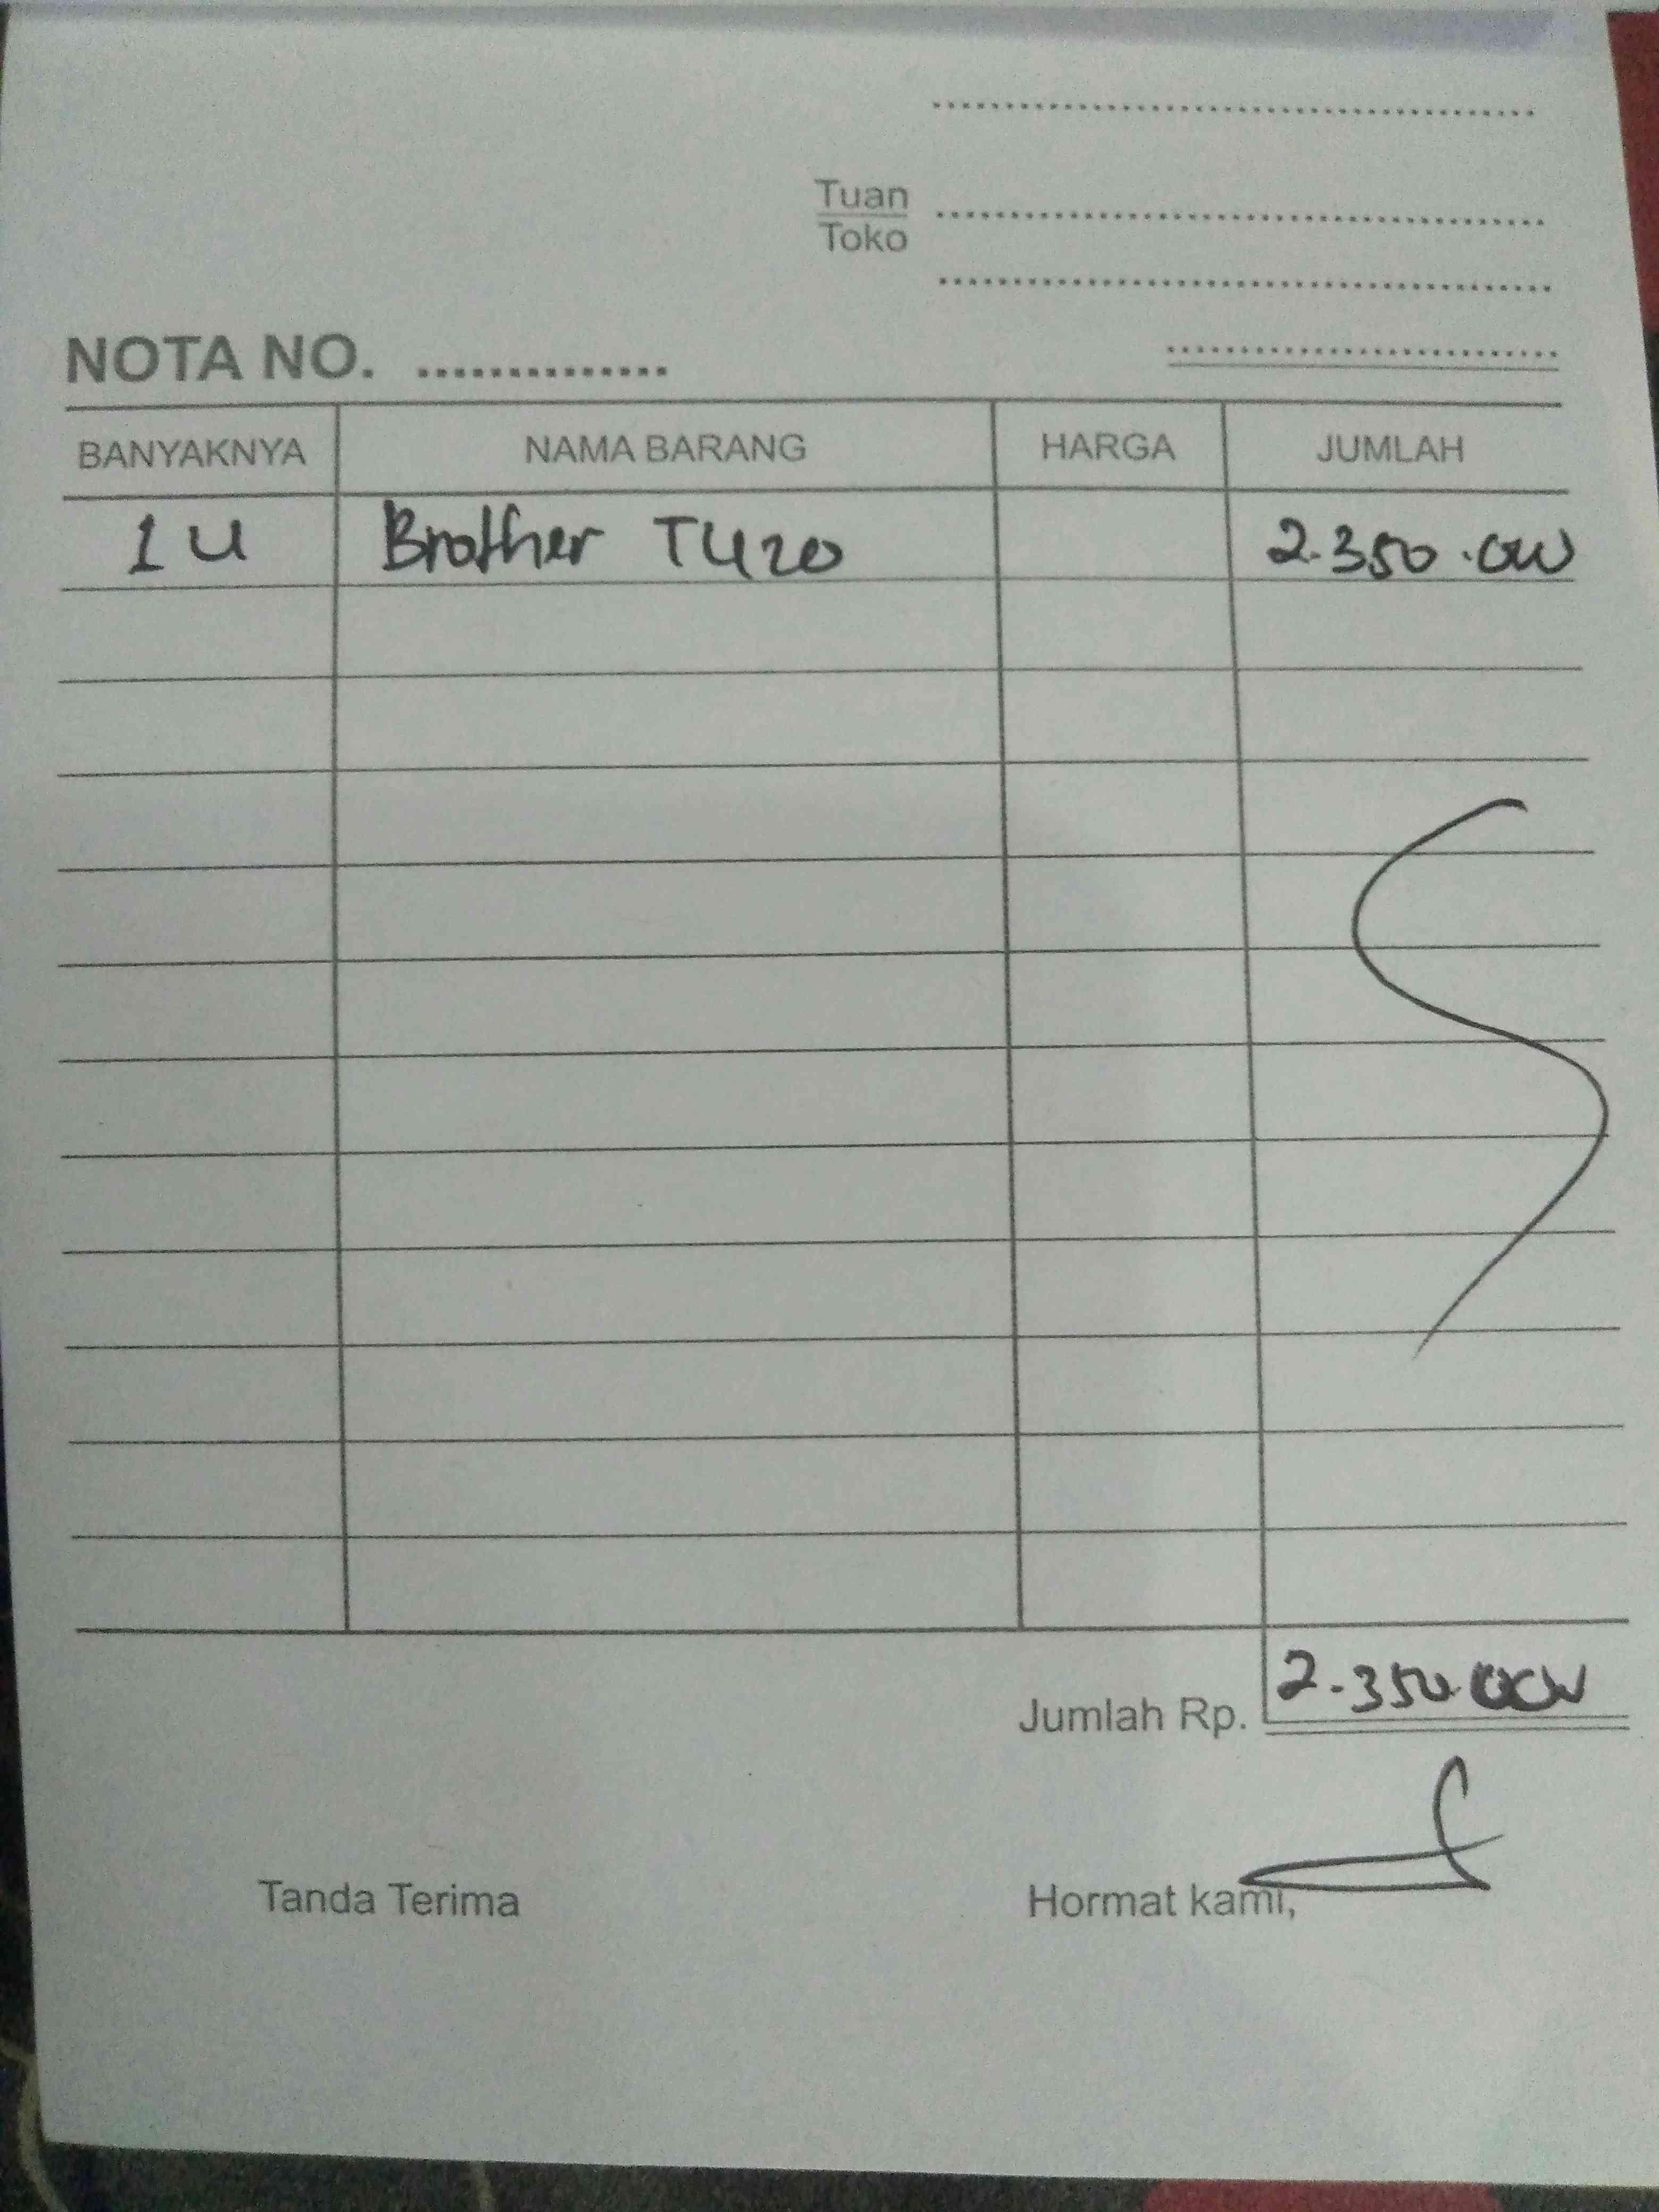 Tuan
Toko
NOTA NO. ..............
BANYAKNYA NAMA BARANG HARGA JUMLAH
1 U Brother T420 2.350.000
Jumlah Rp. 2.350.000
Tanda Terima Hormat kami,